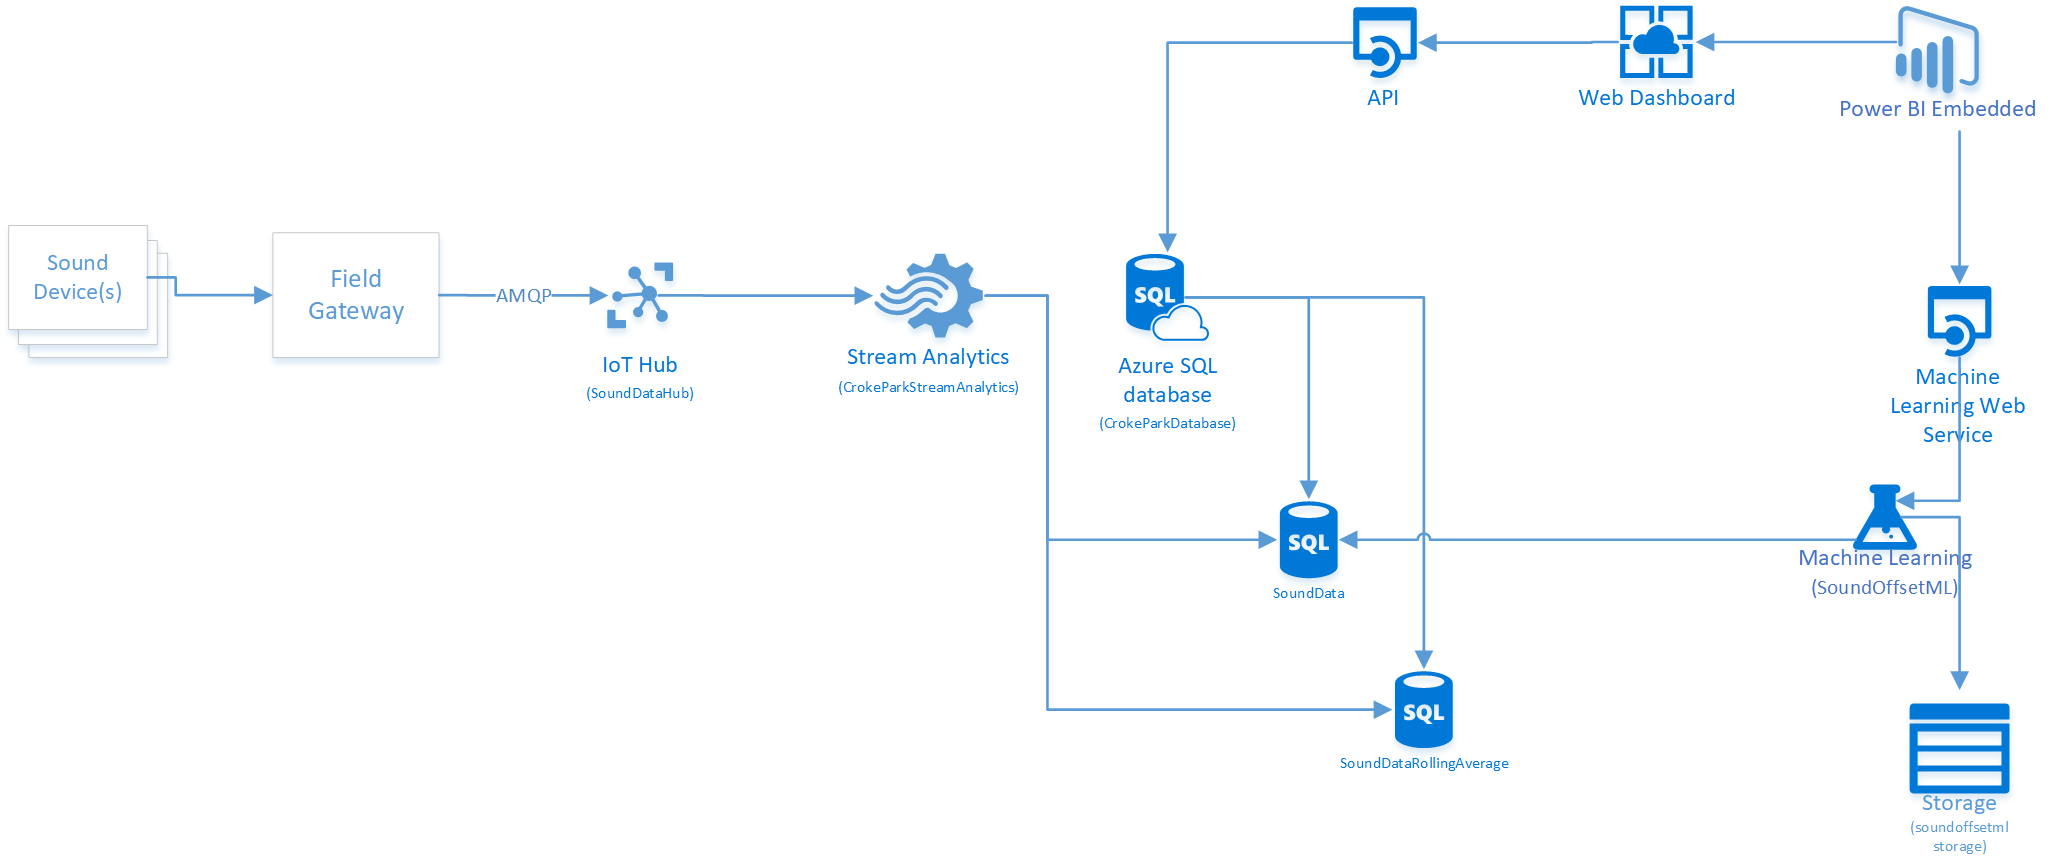 API
Web Dashboard
Power BI Embedded
Sound
Device(s)
Field
Gateway
AMQP
IoT Hub
(SoundDataHub)
Stream Analytics
(CrokeParkStreamAnalytics)
SQL
Azure SQL
database
(CrokeParkDatabase)
Machine
Learning Web
Service
SQL
SoundData
Machine Learning
(SoundOffsetML)
SQL
SoundDataRollingAverage
Storage
(soundoffsetml
storage)